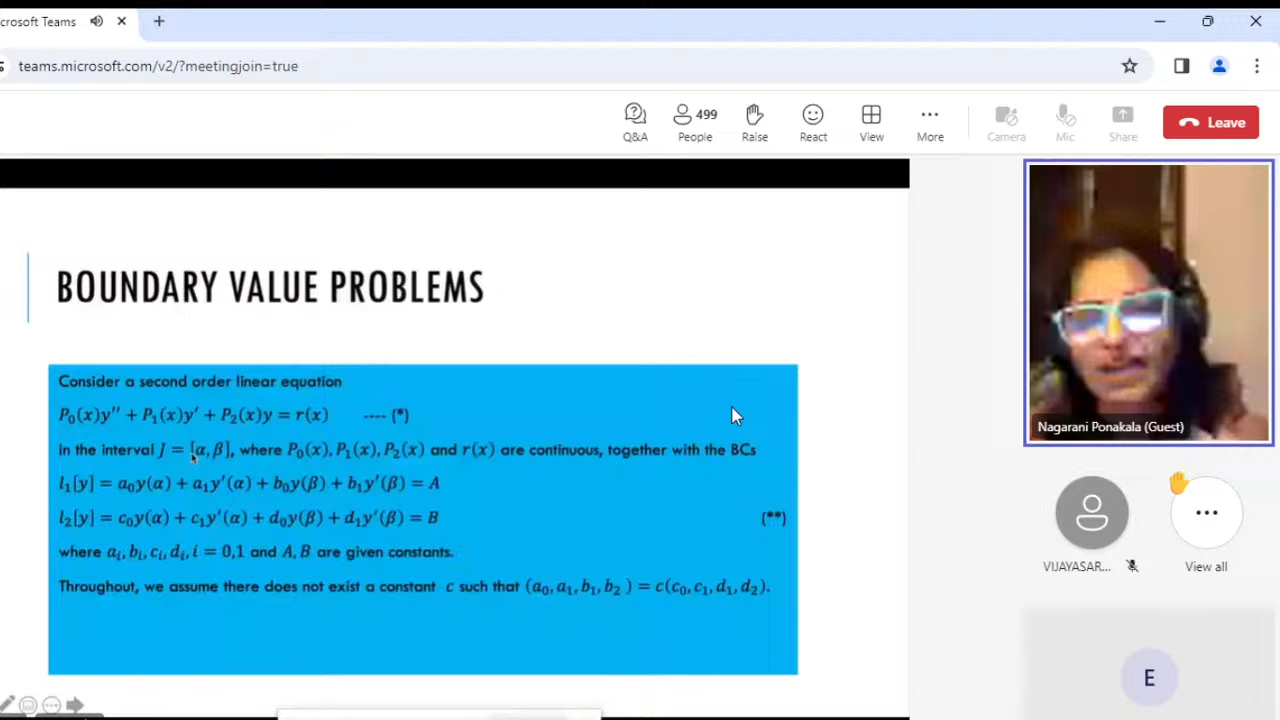 crosoft Teams
teams.microsoft.com/v2/?meetingjoin=true
Q&A
499
People
Raise
React
View
More
Camera
Mic
Share
Leave
BOUNDARY VALUE PROBLEMS
Consider a second order linear equation
P₀(x)y′′ + P₁(x)y′ + P₂(x)y = r(x) ---- (*)
In the interval J = [α, β], where P₀(x), P₁(x), P₂(x) and r(x) are continuous, together with the BCs
l₁[y] = a₀y(α) + a₁y′(α) + b₀y(β) + b₁y′(β) = A
l₂[y] = c₀y(α) + c₁y′(α) + d₀y(β) + d₁y′(β) = B (**)
where aᵢ, bᵢ, cᵢ, dᵢ, i = 0,1 and A, B are given constants.
Throughout, we assume there does not exist a constant c such that (a₀, a₁, b₁, b₂ ) = c(c₀, c₁, d₁, d₂).
Nagarani Ponakala (Guest)
VIJAYASAR...
View all
E